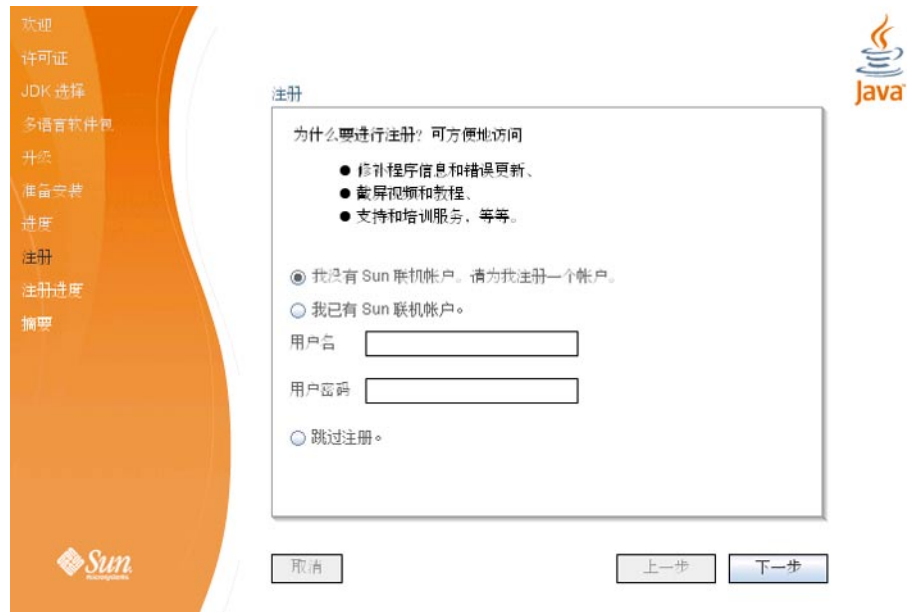 欢迎
许可证
JDK 选择
多语言软件包
升级
准备安装
进度
注册
注册进度
摘要
Java
注册
为什么要进行注册? 可方便地访问
● 修补程序信息和错误更新、
● 截屏视频和教程、
● 支持和培训服务, 等等。
我没有 Sun 联机帐户。请为我注册一个帐户。
我已有 Sun 联机帐户。
用户名
用户密码
跳过注册。
Sun
microsystems
取消
上一步
下一步